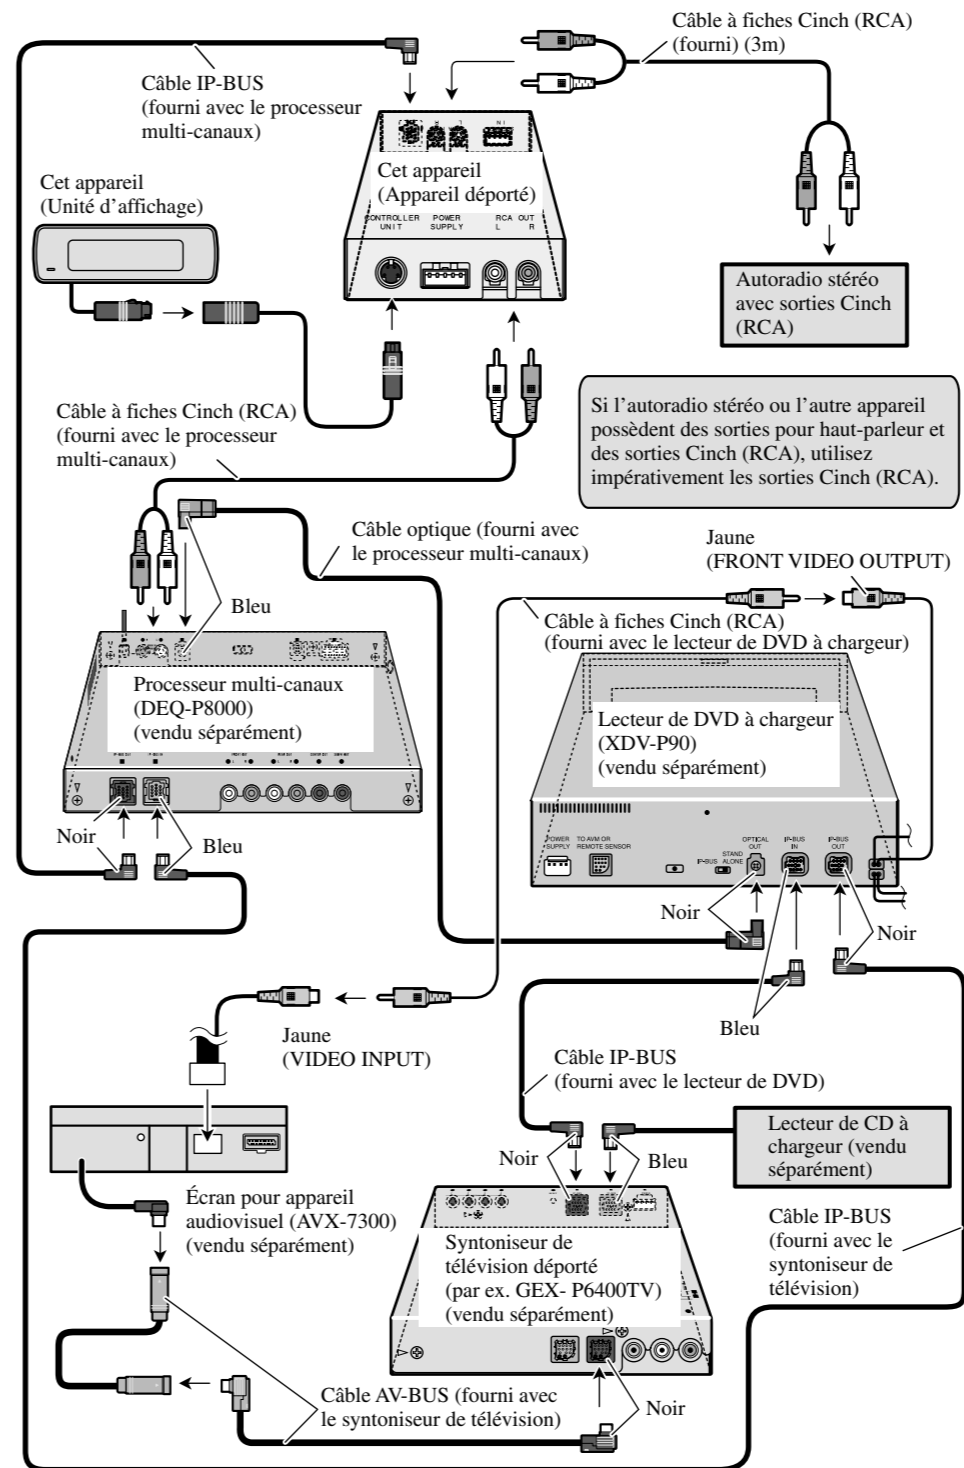 Câble à fiches Cinch (RCA)
(fourni) (3m)
Câble IP-BUS
(fourni avec le processeur
multi-canaux)
Cet appareil
(Unité d'affichage)
IN
Cet appareil
(Appareil déporté)
CONTROLLER
UNIT
POWER
SUPPLY
RCA OUT
L R
Autoradio stéréo
avec sorties Cinch
(RCA)
Si l'autoradio stéréo ou l'autre appareil
possèdent des sorties pour haut-parleur et
des sorties Cinch (RCA), utilisez
impérativement les sorties Cinch (RCA).
Câble à fiches Cinch (RCA)
(fourni avec le processeur
multi-canaux)
Câble optique (fourni avec
le processeur multi-canaux)
Bleu
Jaune
(FRONT VIDEO OUTPUT)
Câble à fiches Cinch (RCA)
(fourni avec le lecteur de DVD à chargeur)
Processeur multi-canaux
(DEQ-P8000)
(vendu séparément)
Noir
Bleu
Lecteur de DVD à chargeur
(XDV-P90)
(vendu séparément)
POWER
SUPPLY
TO AVM OR
REMOTE SENSOR
IP-BUS
STAND
ALONE
OPTICAL
OUT
IP-BUS
IN
IP-BUS
OUT
Noir
Noir
Bleu
Jaune
(VIDEO INPUT)
Câble IP-BUS
(fourni avec le lecteur de DVD)
Noir
Bleu
Lecteur de CD à
chargeur (vendu
séparément)
Écran pour appareil
audiovisuel (AVX-7300)
(vendu séparément)
Syntoniseur de
télévision déporté
(par ex. GEX- P6400TV)
(vendu séparément)
Câble IP-BUS
(fourni avec le
syntoniseur de
télévision)
Câble AV-BUS (fourni avec
le syntoniseur de télévision)
Noir